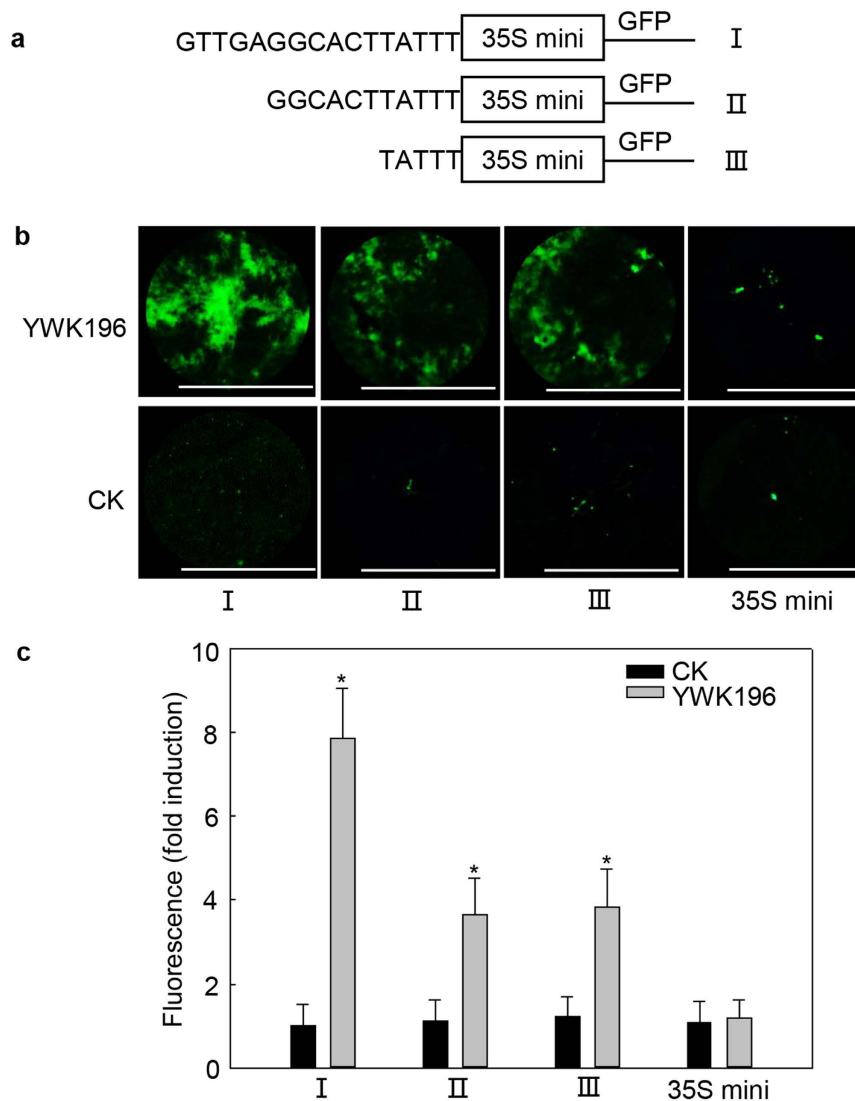 a
GTTGAGGCACTTATTT 35S mini GFP Ⅰ
GGCACTTATTT 35S mini GFP Ⅱ
TATTT 35S mini GFP Ⅲ
b
YWK196
CK
Ⅰ Ⅱ Ⅲ 35S mini
c
Fluorescence (fold induction)
10
8
6
4
2
0
CK
YWK196
* * *
Ⅰ Ⅱ Ⅲ 35S mini